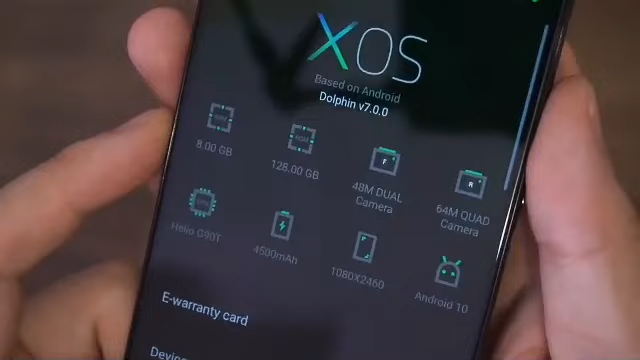 XOS
Based on Android
Dolphin v7.0.0
8.00 GB
128.00 GB
48M DUAL
Camera
64M QUAD
Camera
Helio G90T
4500mAh
1080X2460
Android 10
E-warranty card